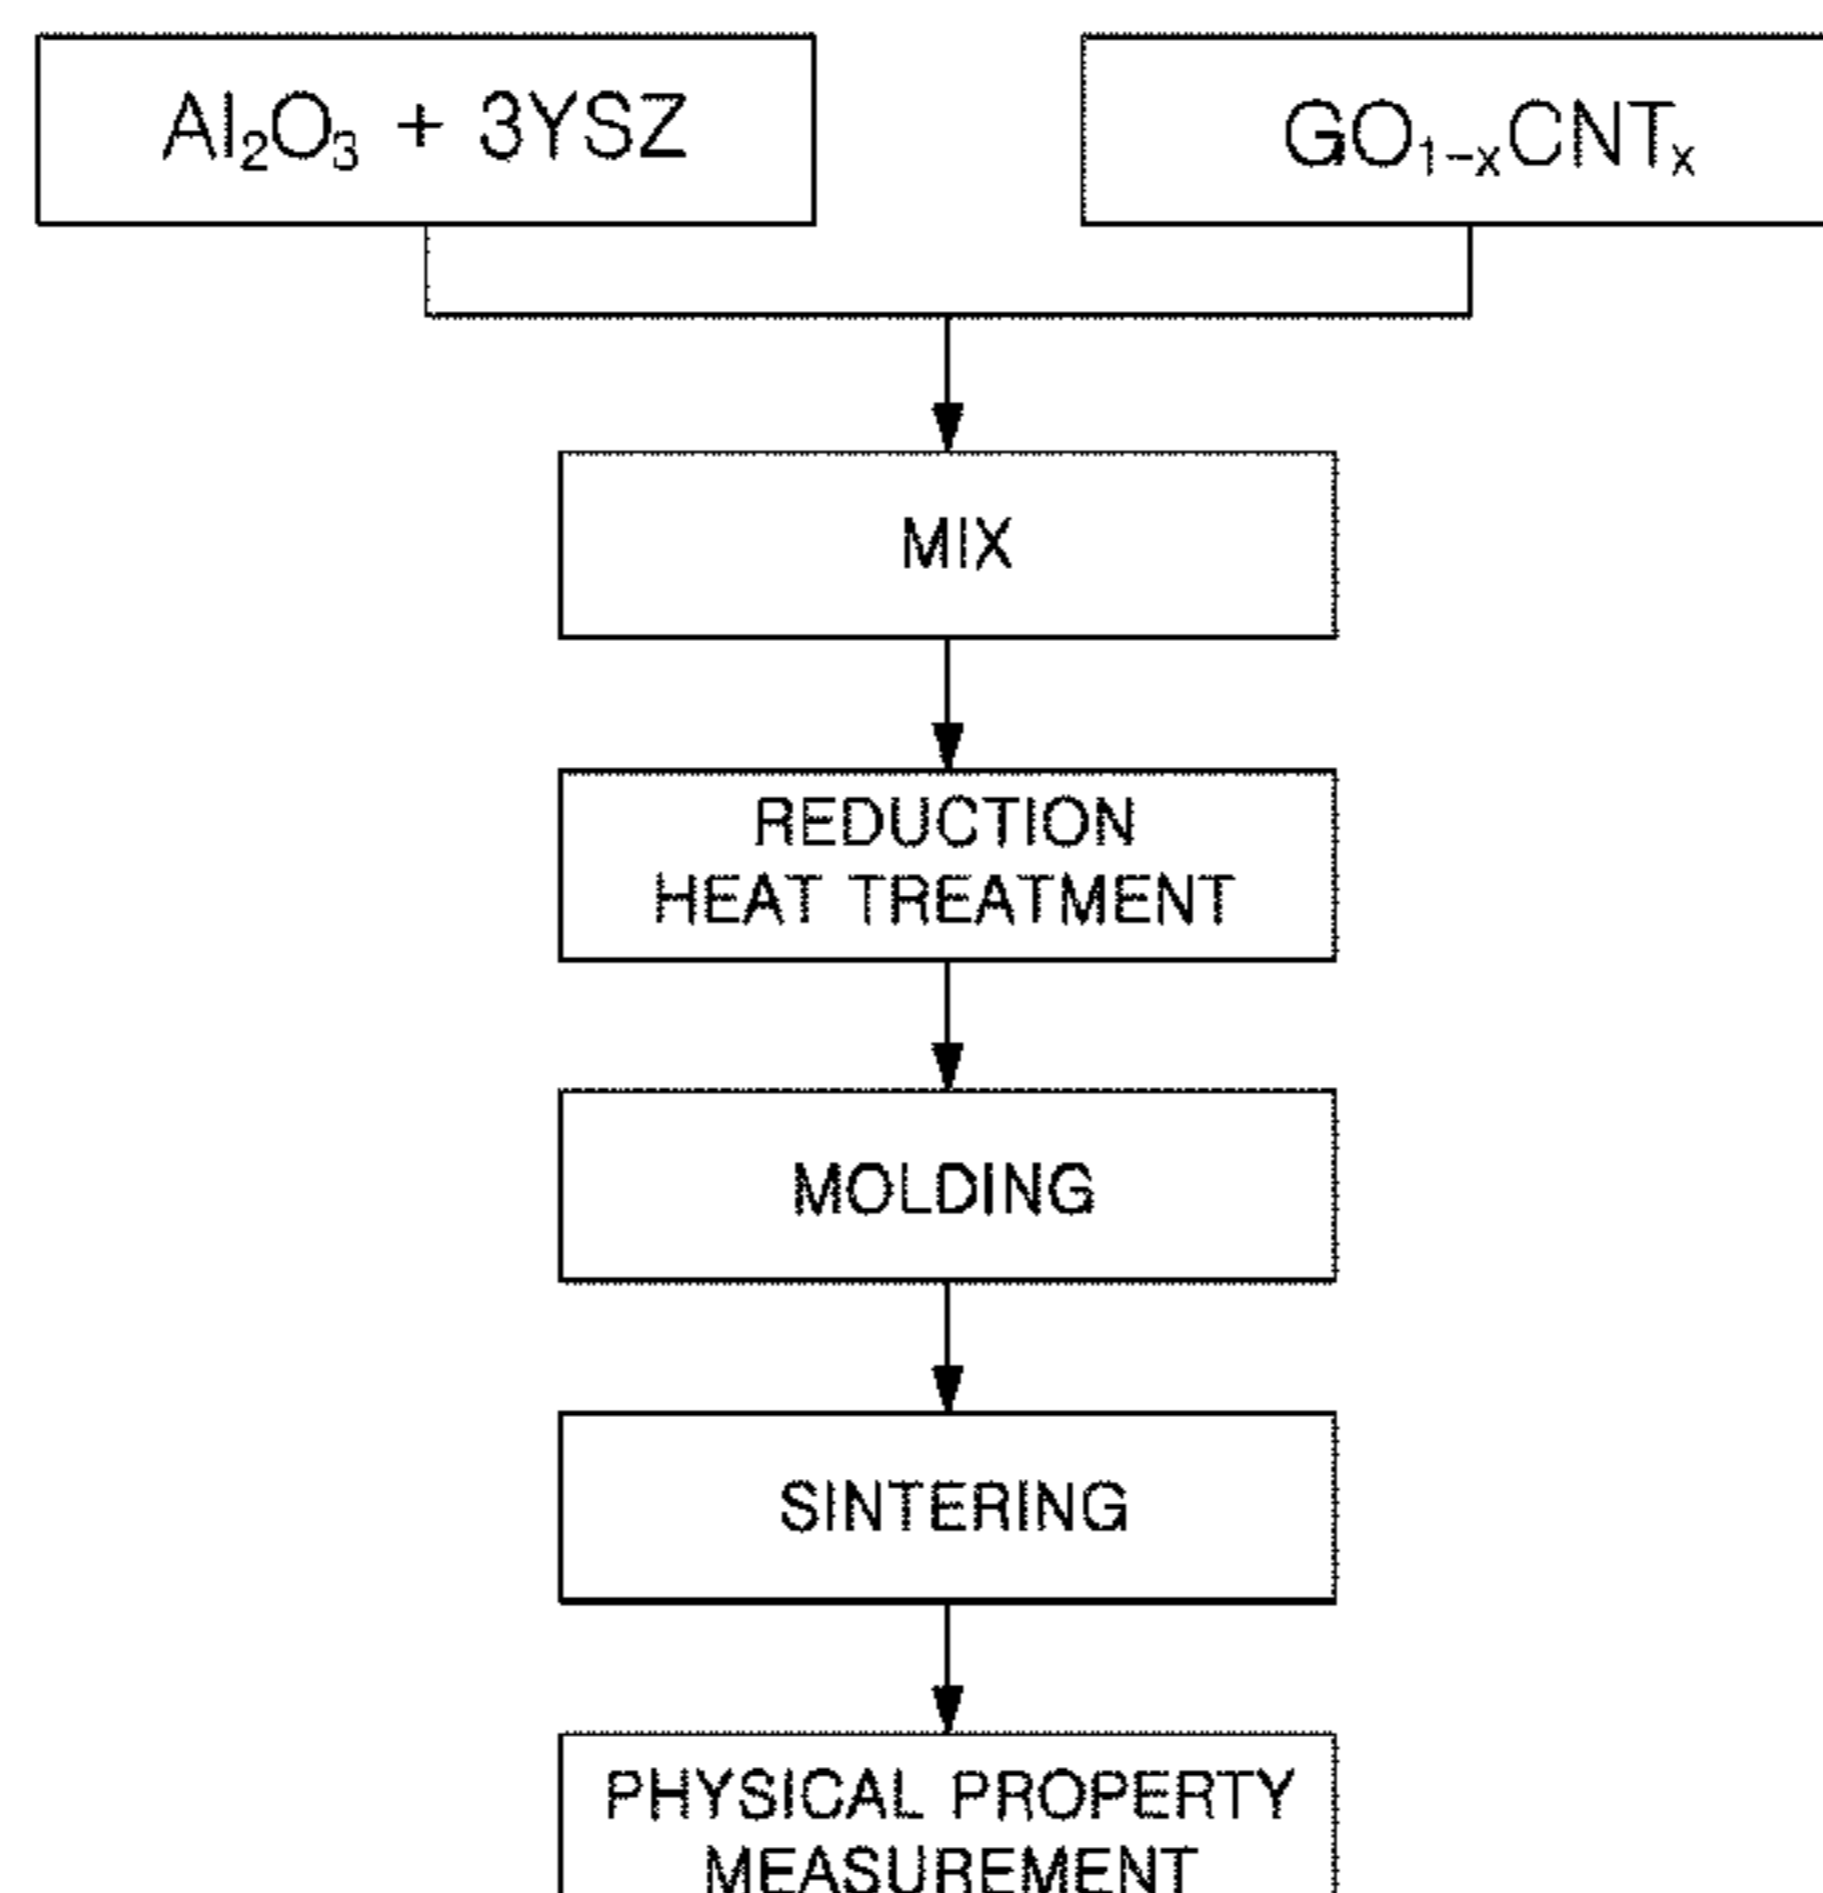 Al₂O₃ + 3YSZ
GO₁₋ₓCNTₓ
MIX
REDUCTION
HEAT TREATMENT
MOLDING
SINTERING
PHYSICAL PROPERTY
MEASUREMENT